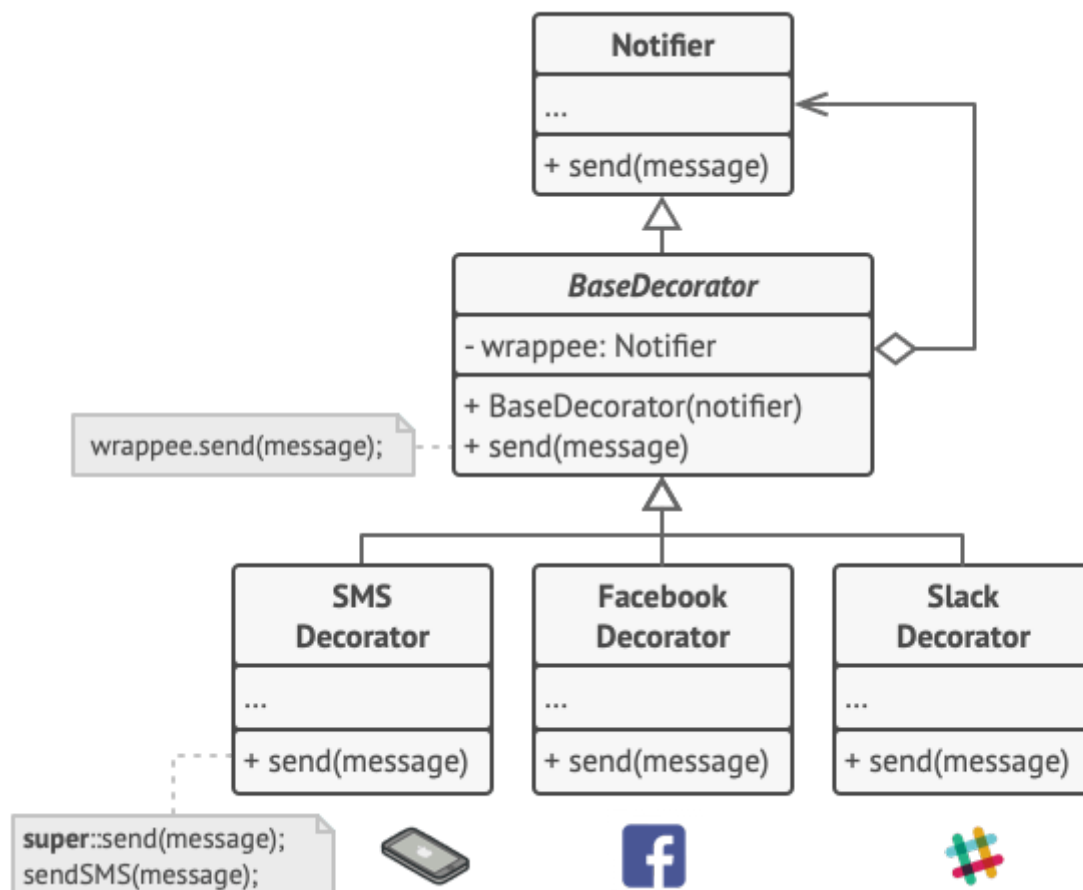 Notifier
...
+ send(message)
BaseDecorator
- wrappee: Notifier
+ BaseDecorator(notifier)
+ send(message)
wrappee.send(message);
SMS
Decorator
...
+ send(message)
Facebook
Decorator
...
+ send(message)
Slack
Decorator
...
+ send(message)
super::send(message);
sendSMS(message);
f